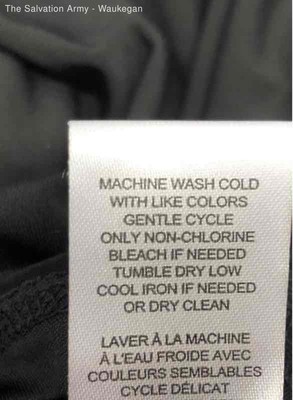 The Salvation Army - Waukegan
MACHINE WASH COLD
WITH LIKE COLORS
GENTLE CYCLE
ONLY NON-CHLORINE
BLEACH IF NEEDED
TUMBLE DRY LOW
COOL IRON IF NEEDED
OR DRY CLEAN
LAVER À LA MACHINE
À L'EAU FROIDE AVEC
COULEURS SEMBLABLES
CYCLE DÉLICAT